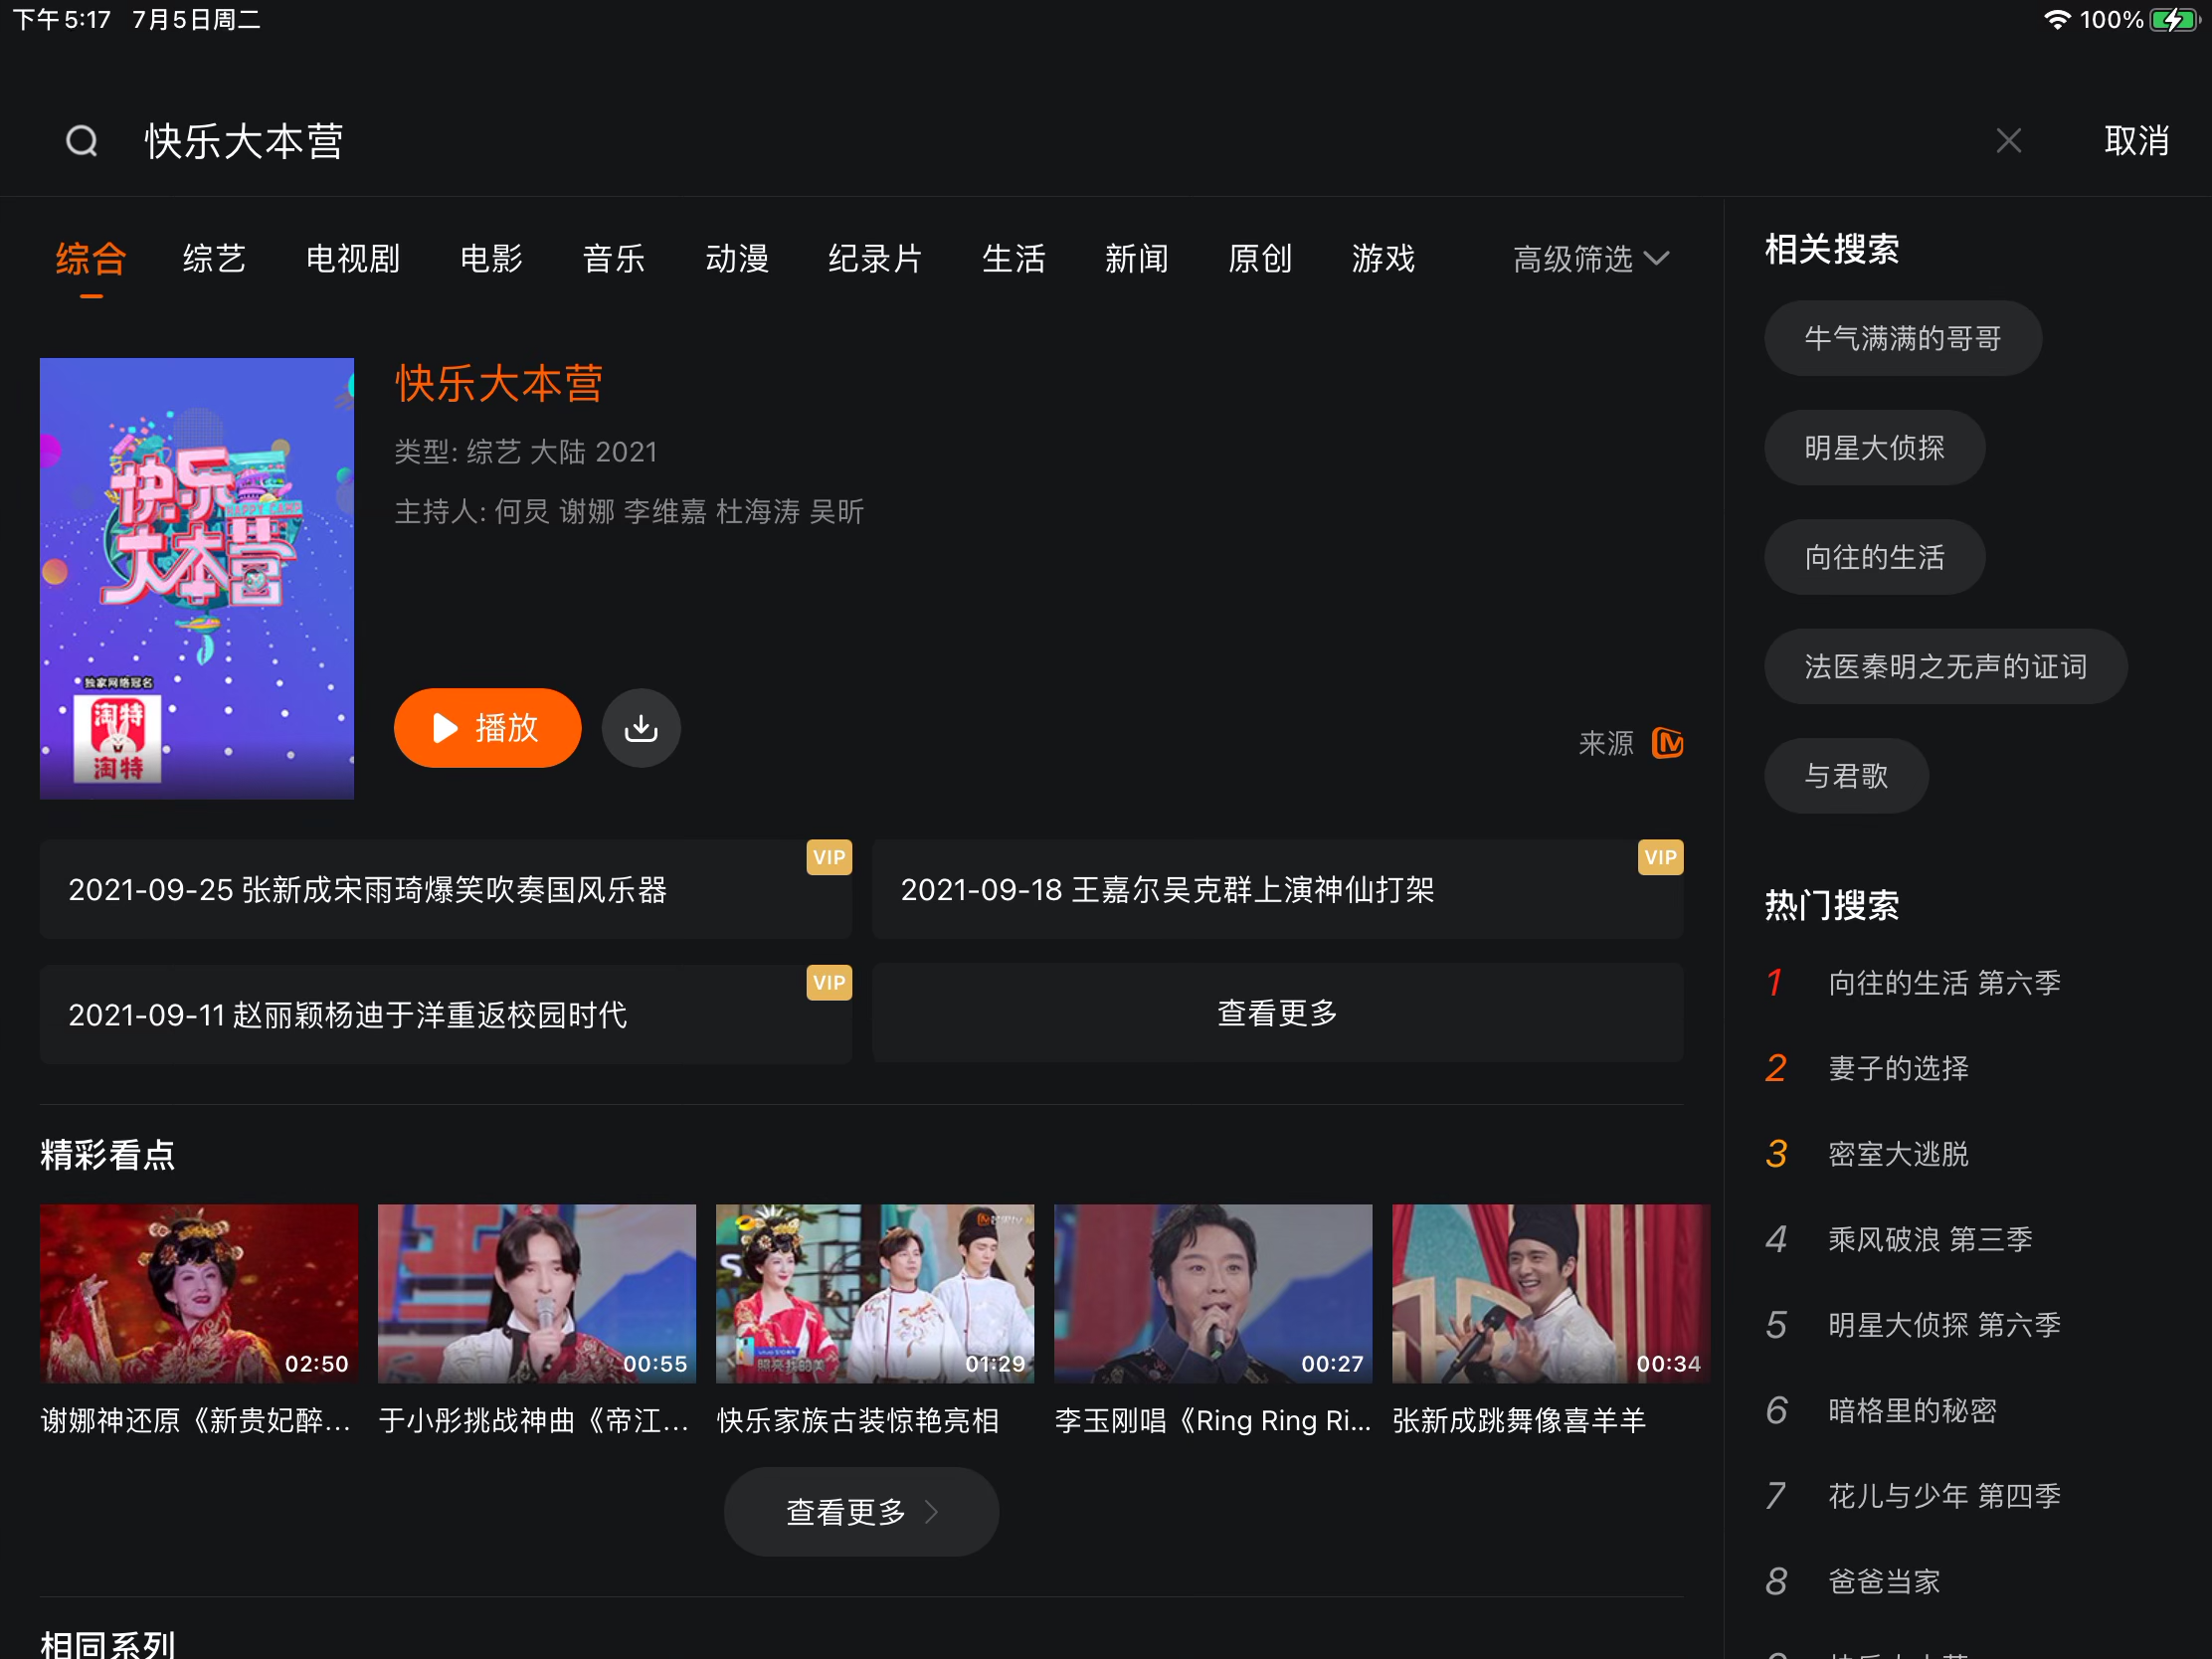 下午5:17 7月5日周二
100%
快乐大本营
取消
综合 综艺 电视剧 电影 音乐 动漫 纪录片 生活 新闻 原创 游戏 高级筛选
快乐大本营
HAPPY CAMP
独家网络冠名
淘特
淘特
快乐大本营
类型: 综艺 大陆 2021
主持人: 何炅 谢娜 李维嘉 杜海涛 吴昕
播放
来源
VIP
2021-09-25 张新成宋雨琦爆笑吹奏国风乐器
VIP
2021-09-18 王嘉尔吴克群上演神仙打架
VIP
2021-09-11 赵丽颖杨迪于洋重返校园时代
查看更多
精彩看点
02:50
00:55
照亮我的美
01:29
00:27
00:34
谢娜神还原《新贵妃醉...
于小彤挑战神曲《帝江...
快乐家族古装惊艳亮相
李玉刚唱《Ring Ring Ri...
张新成跳舞像喜羊羊
查看更多
相同系列
相关搜索
牛气满满的哥哥
明星大侦探
向往的生活
法医秦明之无声的证词
与君歌
热门搜索
1 向往的生活 第六季
2 妻子的选择
3 密室大逃脱
4 乘风破浪 第三季
5 明星大侦探 第六季
6 暗格里的秘密
7 花儿与少年 第四季
8 爸爸当家